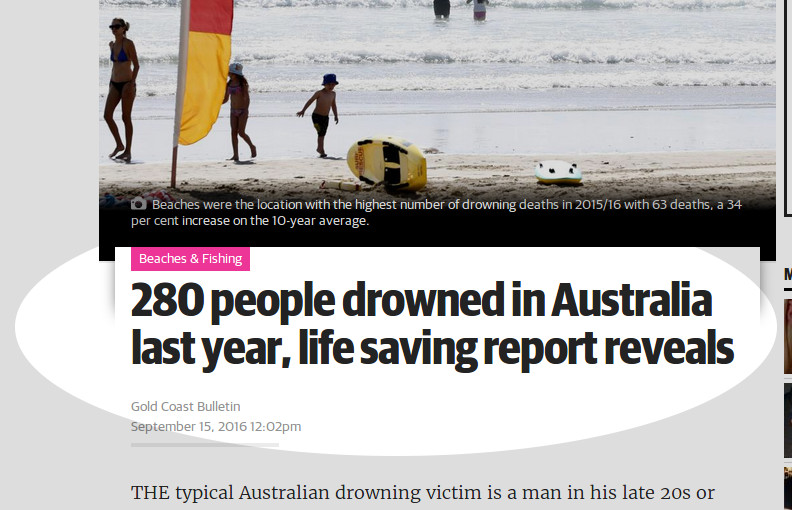 Beaches were the location with the highest number of drowning deaths in 2015/16 with 63 deaths, a 34
per cent increase on the 10-year average.
Beaches & Fishing
280 people drowned in Australia
last year, life saving report reveals
Gold Coast Bulletin
September 15, 2016 12:02pm
THE typical Australian drowning victim is a man in his late 20s or
M